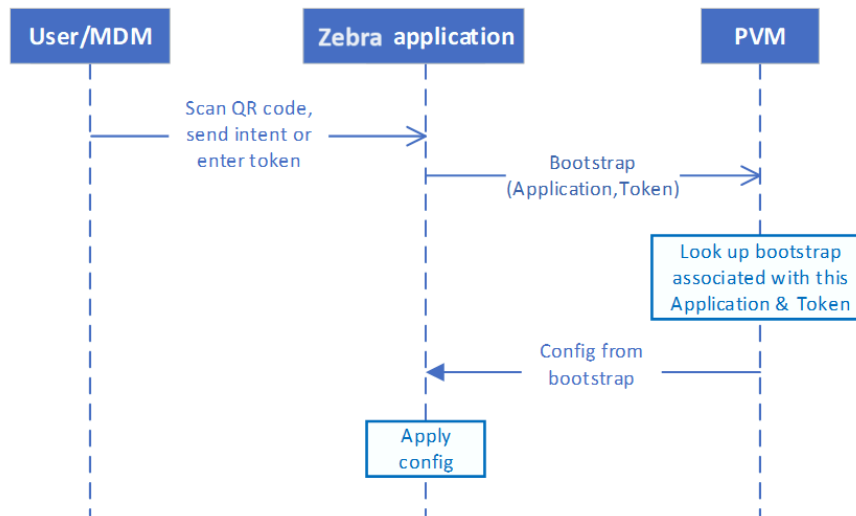 User/MDM
Zebra application
PVM
Scan QR code,
send intent or
enter token
Bootstrap
(Application,Token)
Look up bootstrap
associated with this
Application & Token
Config from
bootstrap
Apply
config